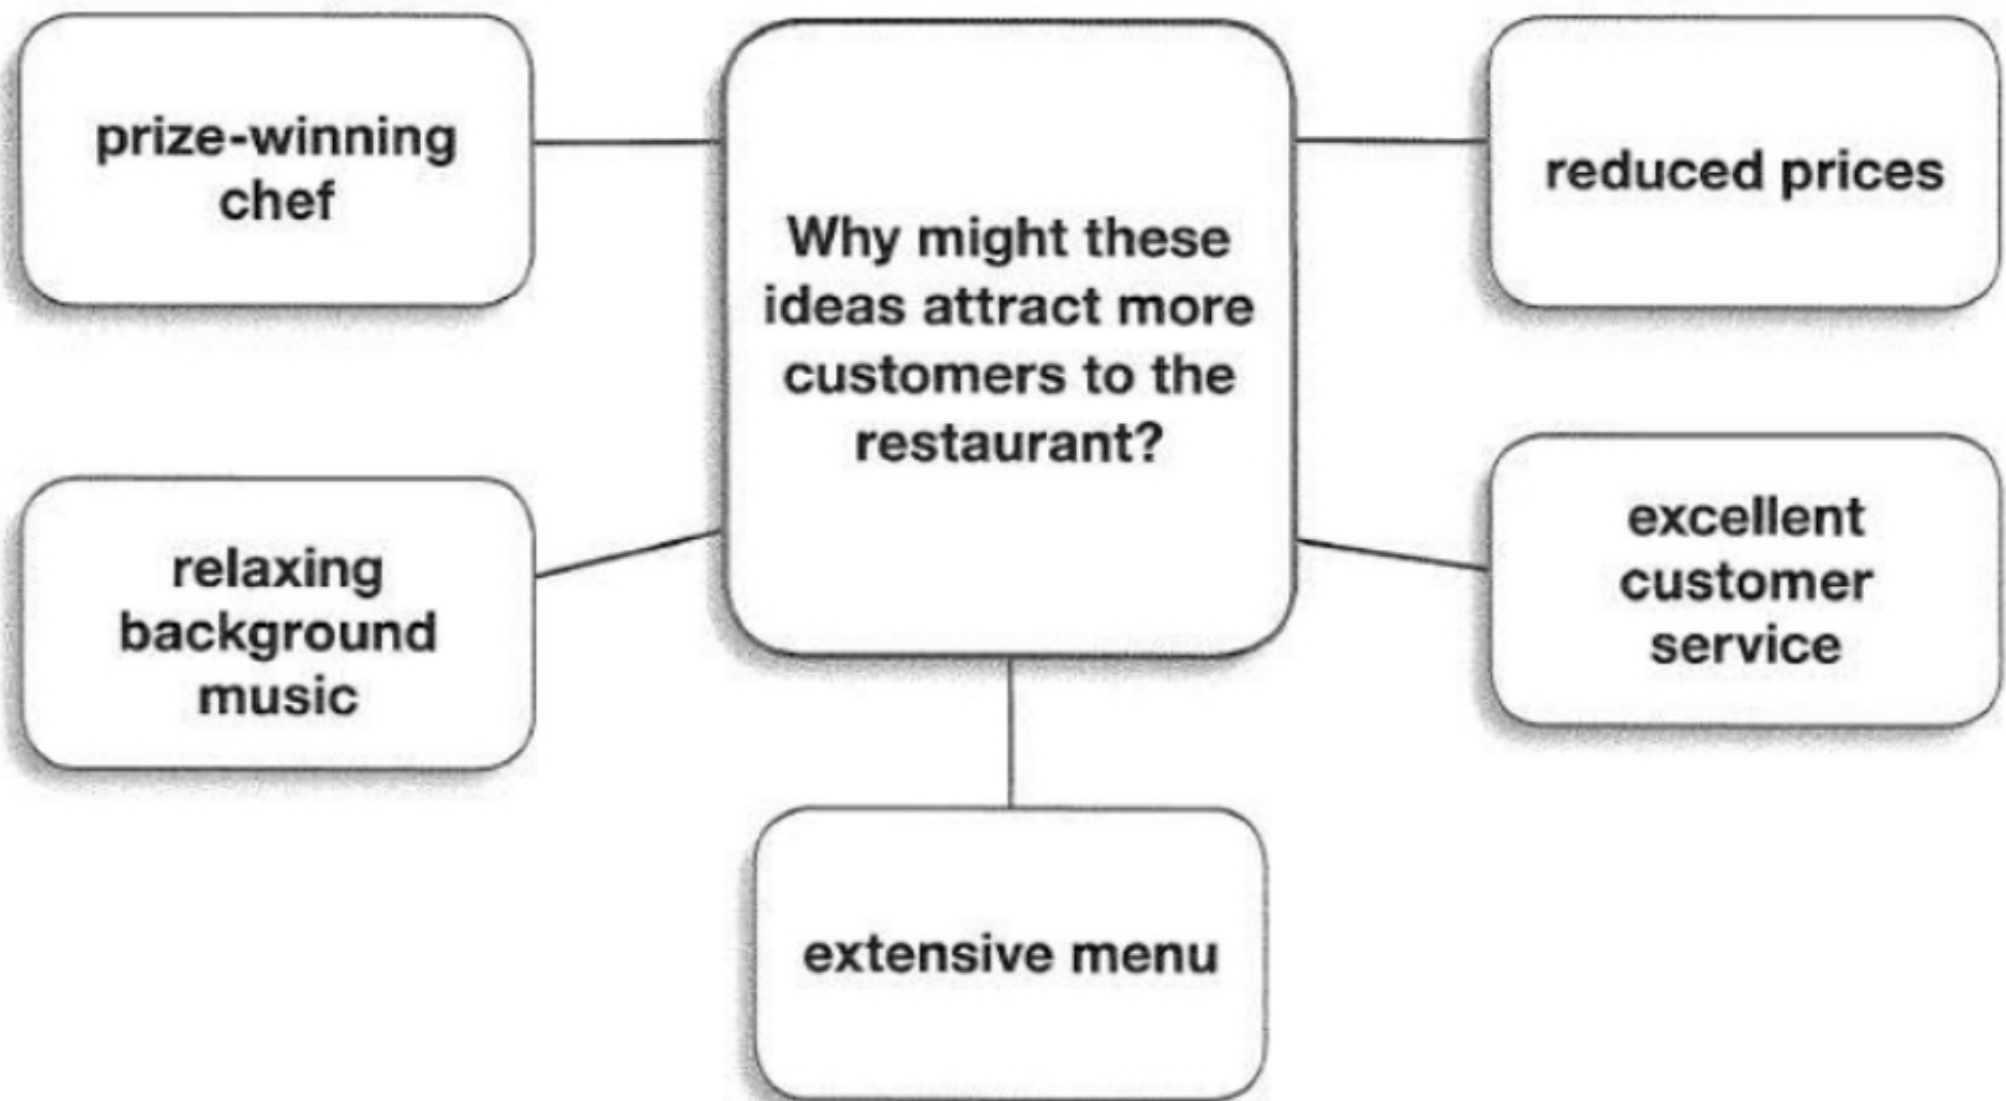 prize-winning
chef
Why might these
ideas attract more
customers to the
restaurant?
reduced prices
relaxing
background
music
excellent
customer
service
extensive menu